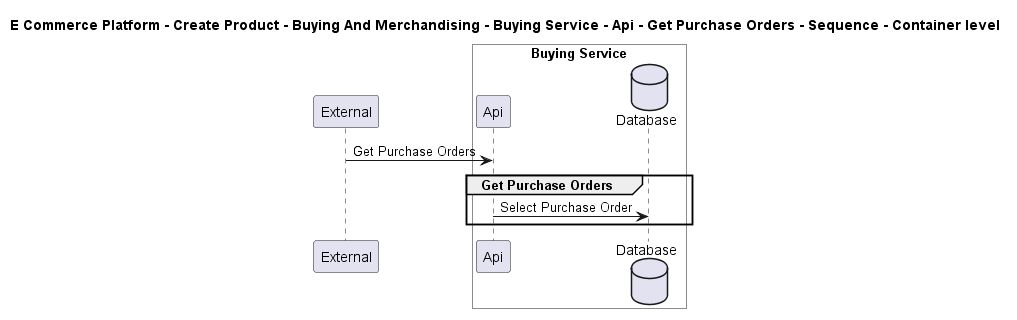 E Commerce Platform - Create Product - Buying And Merchandising - Buying Service - Api - Get Purchase Orders - Sequence - Container level
Buying Service
External
Api
Database
Get Purchase Orders
Get Purchase Orders
Select Purchase Order
External
Api
Database